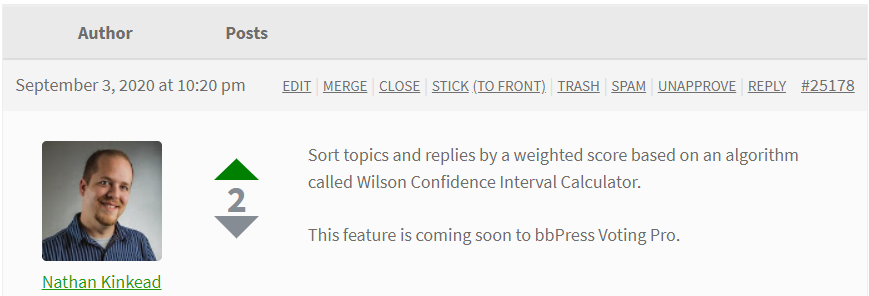 Author Posts
September 3, 2020 at 10:20 pm EDIT | MERGE | CLOSE | STICK (TO FRONT) | TRASH | SPAM | UNAPPROVE | REPLY #25178
Sort topics and replies by a weighted score based on an algorithm
called Wilson Confidence Interval Calculator.
2
This feature is coming soon to bbPress Voting Pro.
Nathan Kinkead